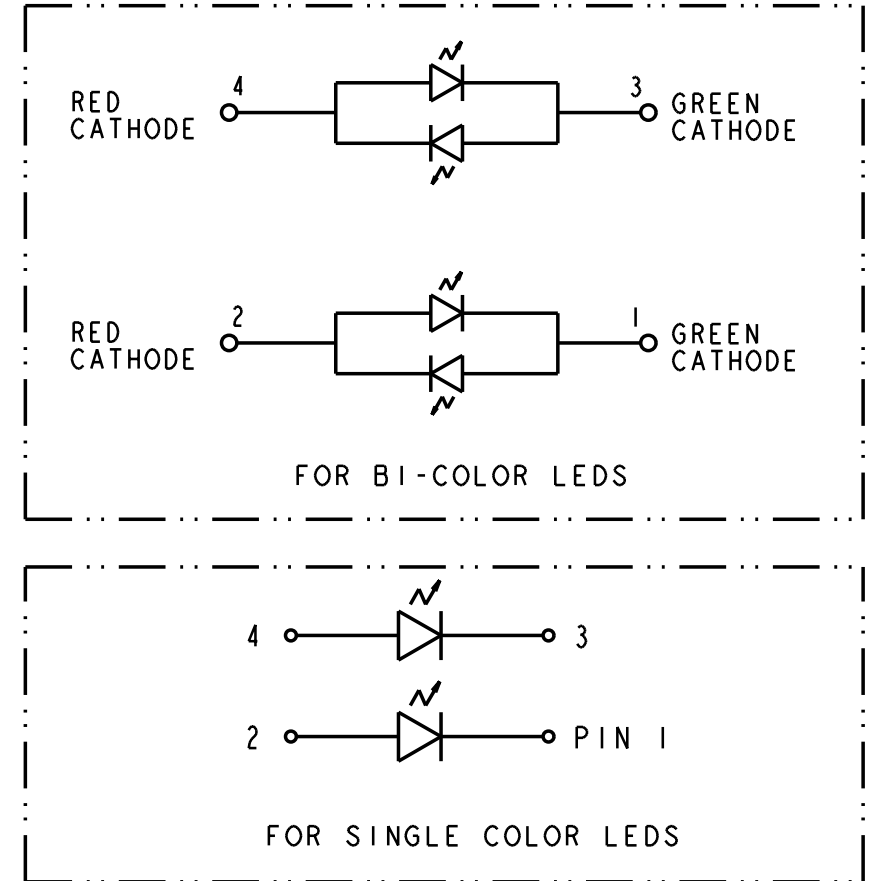 4
3
RED
CATHODE
GREEN
CATHODE
2
1
RED
CATHODE
GREEN
CATHODE
FOR BI-COLOR LEDS
4
3
2
PIN 1
FOR SINGLE COLOR LEDS